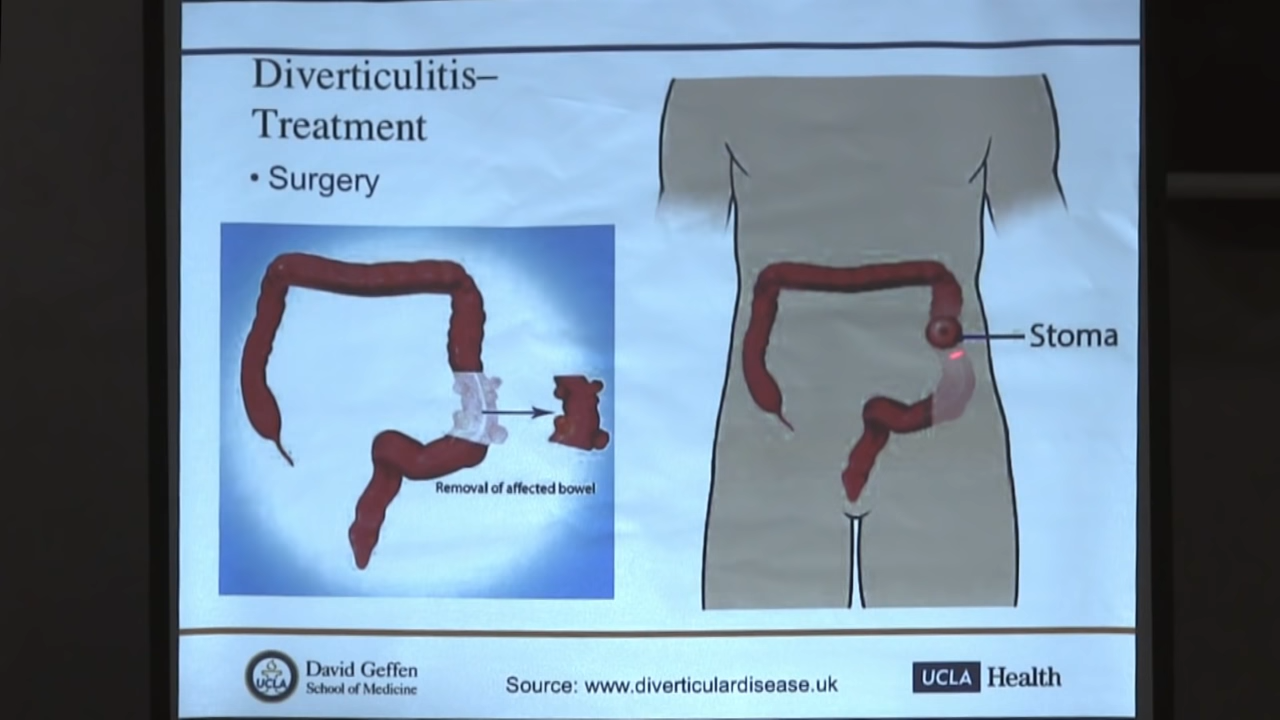 Diverticulitis–
Treatment
• Surgery
Stoma
Removal of affected bowel
UCLA
David Geffen
School of Medicine
Source: www.diverticulardisease.uk
UCLA Health